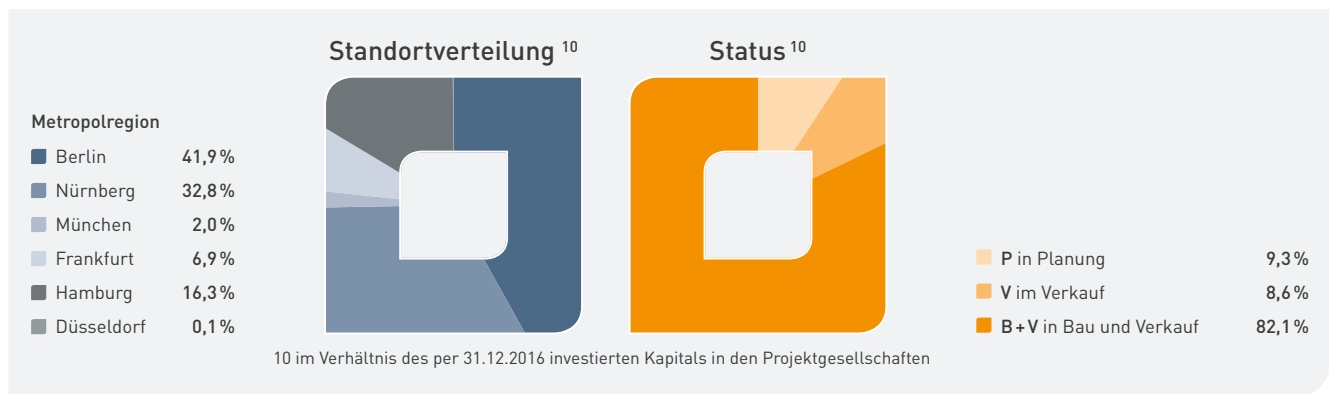 Standortverteilung 10
Status 10
Metropolregion
Berlin 41,9 %
Nürnberg 32,8 %
München 2,0 %
Frankfurt 6,9 %
Hamburg 16,3 %
Düsseldorf 0,1 %
P in Planung 9,3 %
V im Verkauf 8,6 %
B + V in Bau und Verkauf 82,1 %
10 im Verhältnis des per 31.12.2016 investierten Kapitals in den Projektgesellschaften